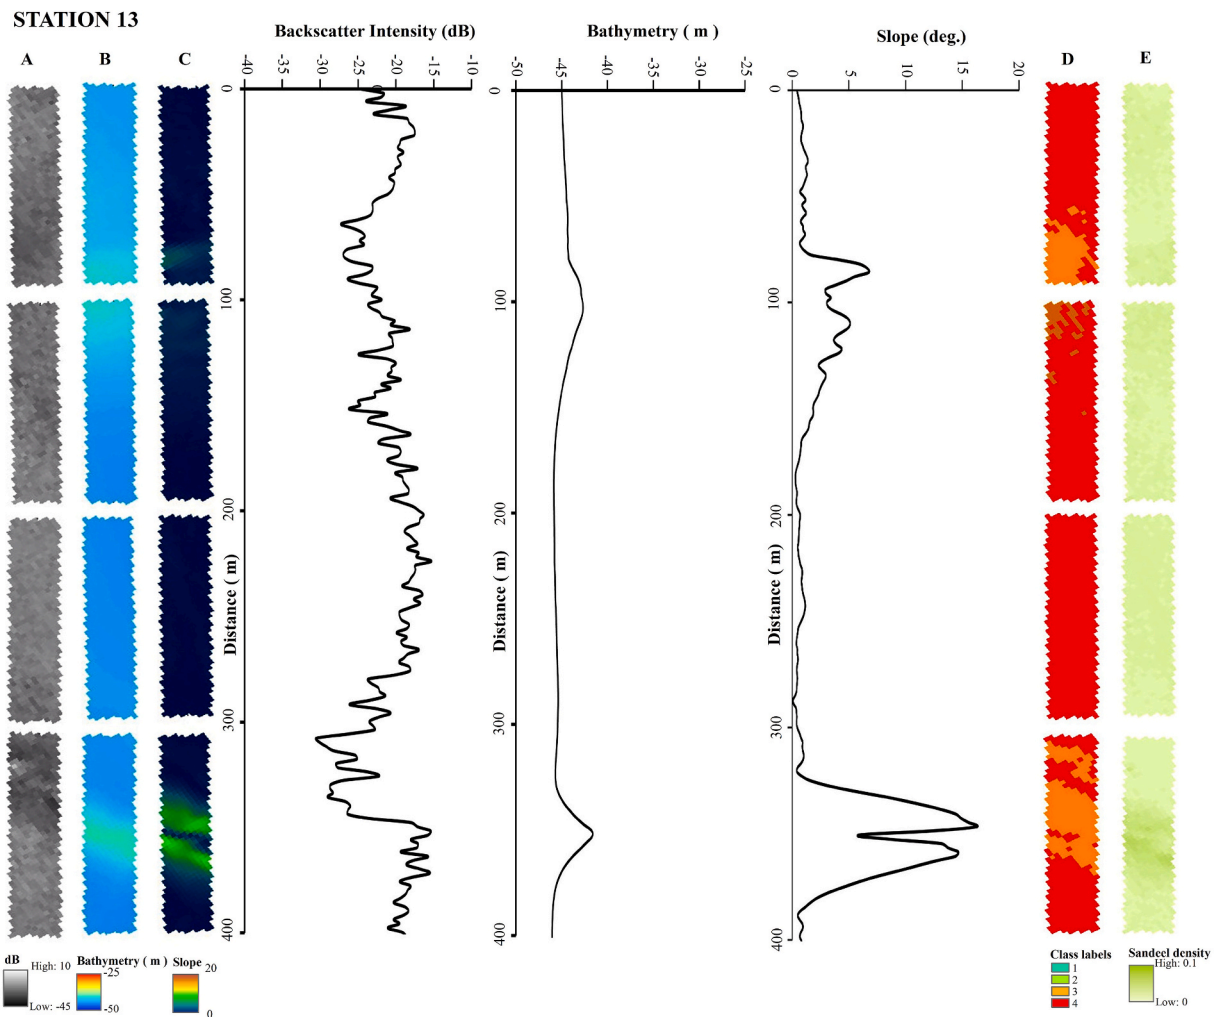 STATION 13
A B C
Backscatter Intensity (dB)
-40 -35 -30 -25 -20 -15 -10
0
100
200
300
400
Distance ( m )
Bathymetry ( m )
-50 -45 -40 -35 -30 -25
0
100
200
300
400
Distance ( m )
Slope (deg.)
0 5 10 15 20
0
100
200
300
400
Distance ( m )
D E
dB
High: 10
Low: -45
Bathymetry ( m )
-25
-50
Slope
20
0
Class labels
1
2
3
4
Sandeel density
High: 0.1
Low: 0